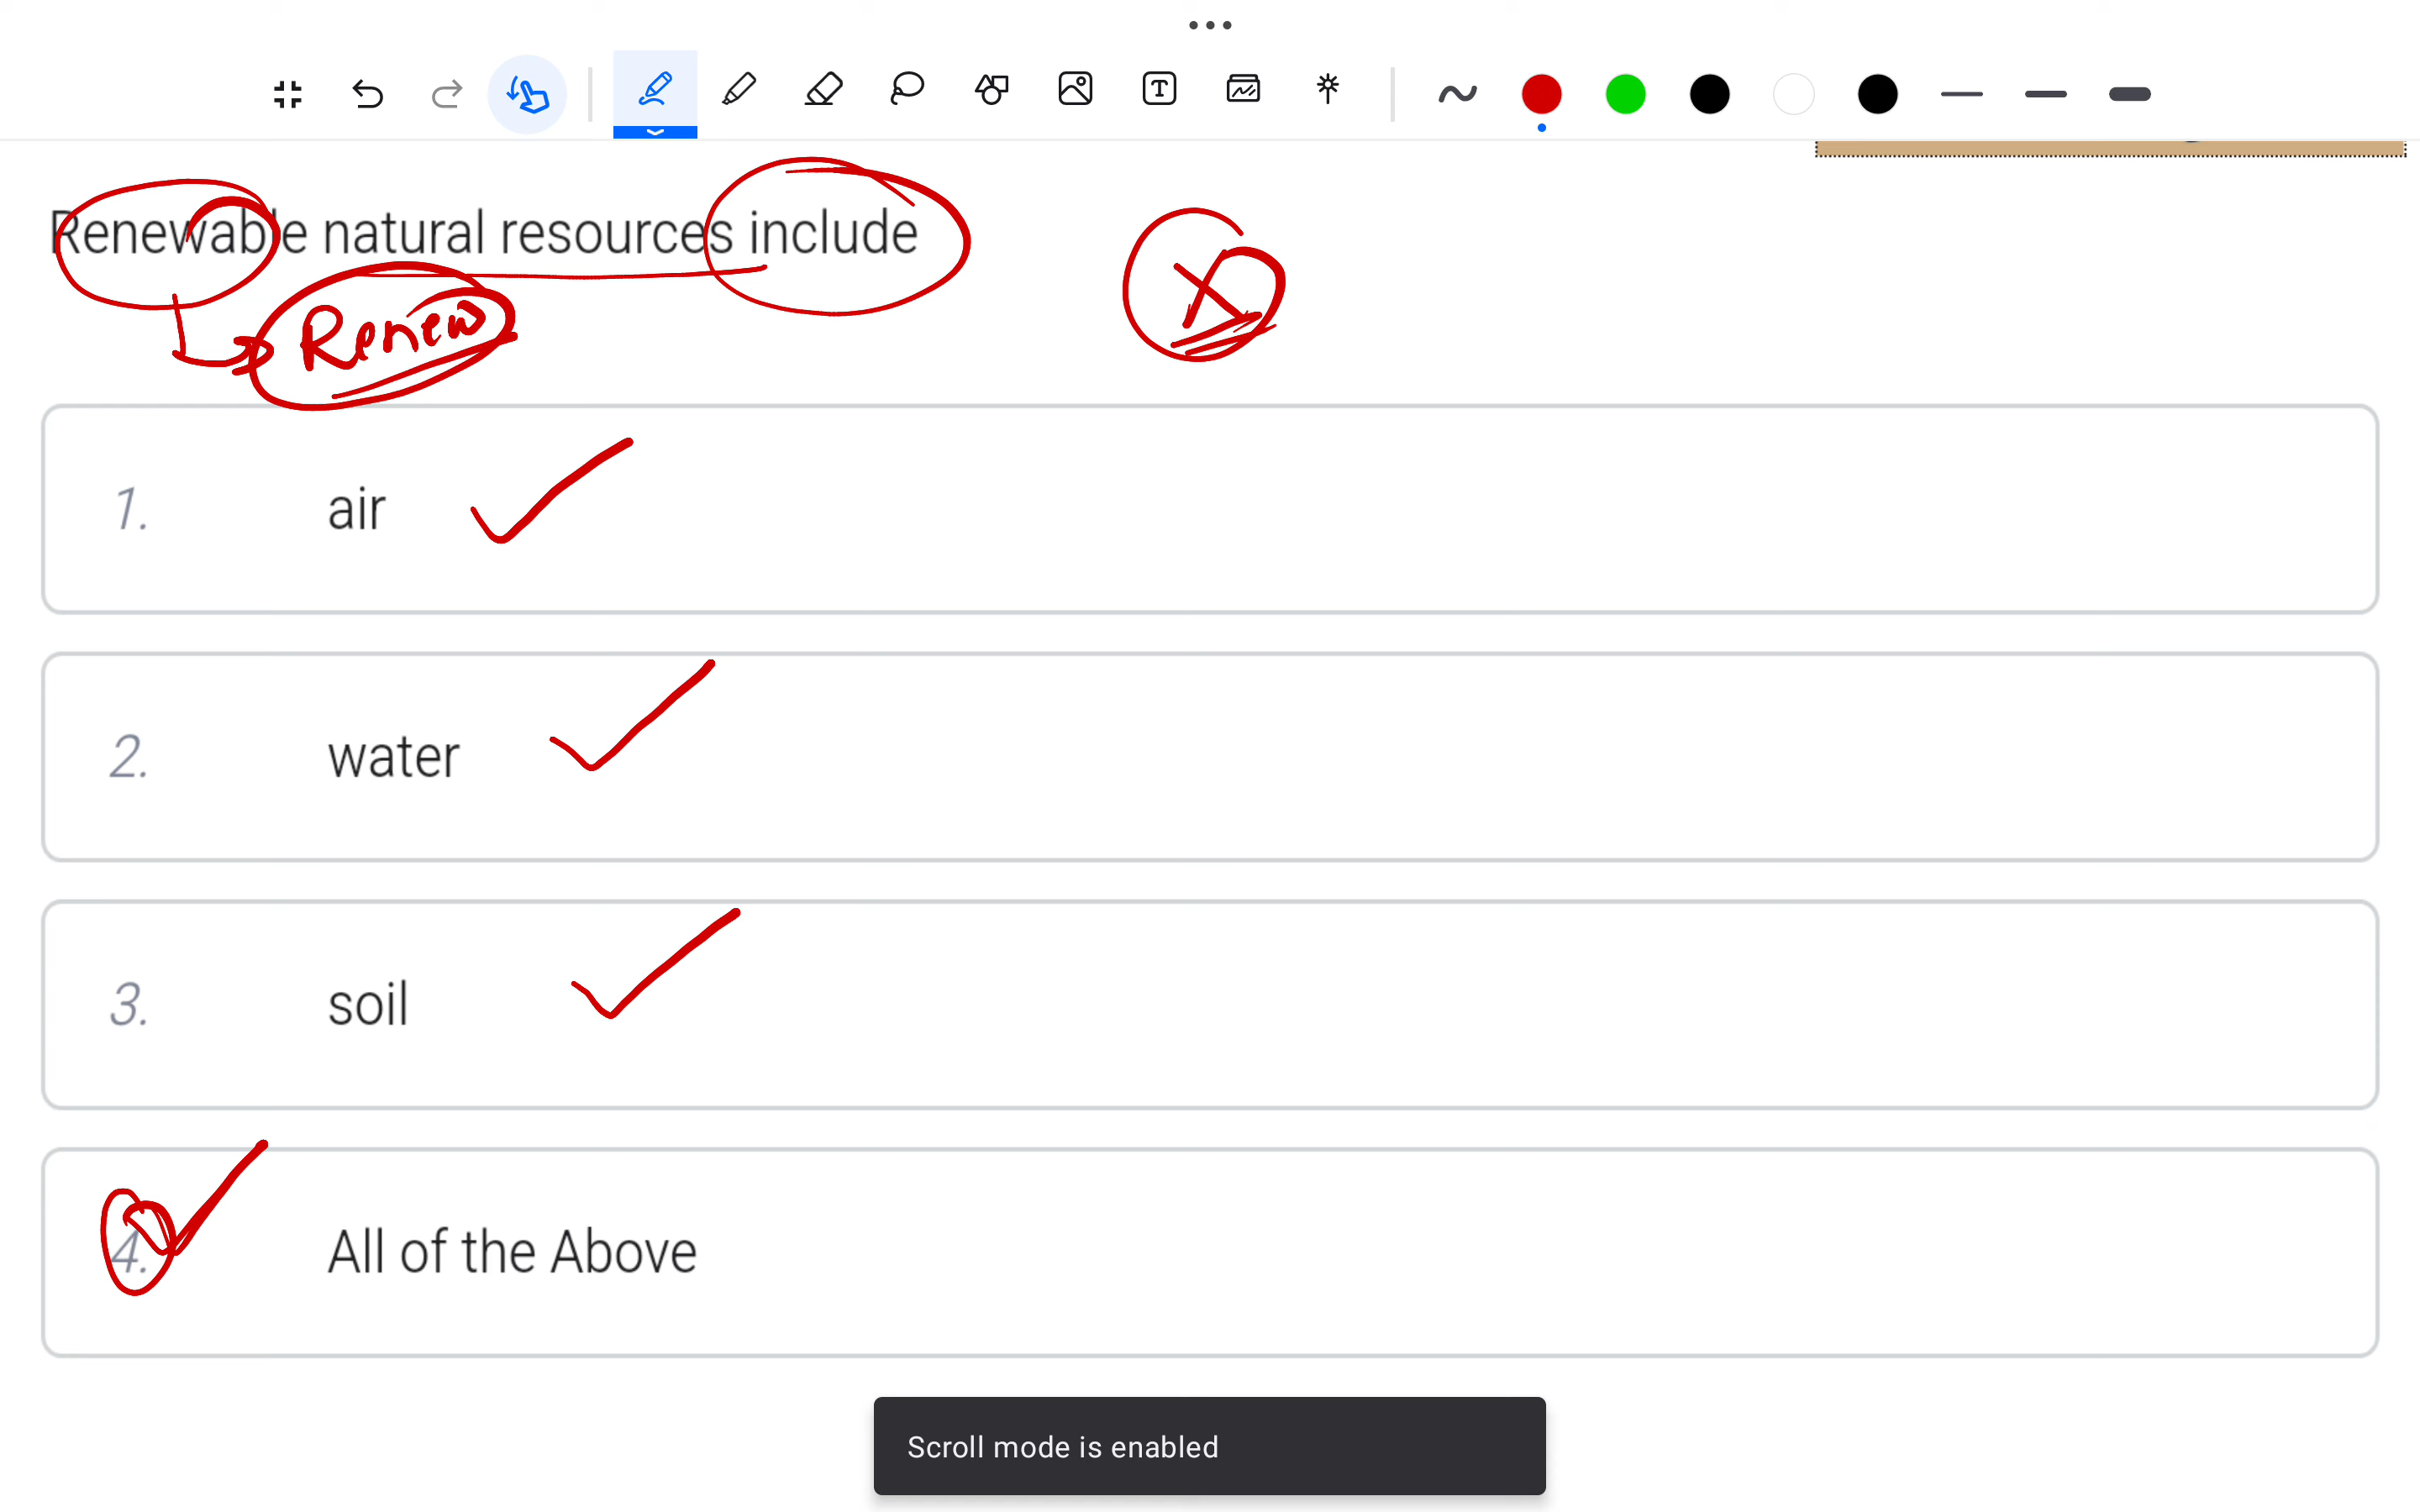 Renewable natural resources include
Renew
1. air
2. water
3. soil
4. All of the Above
Scroll mode is enabled